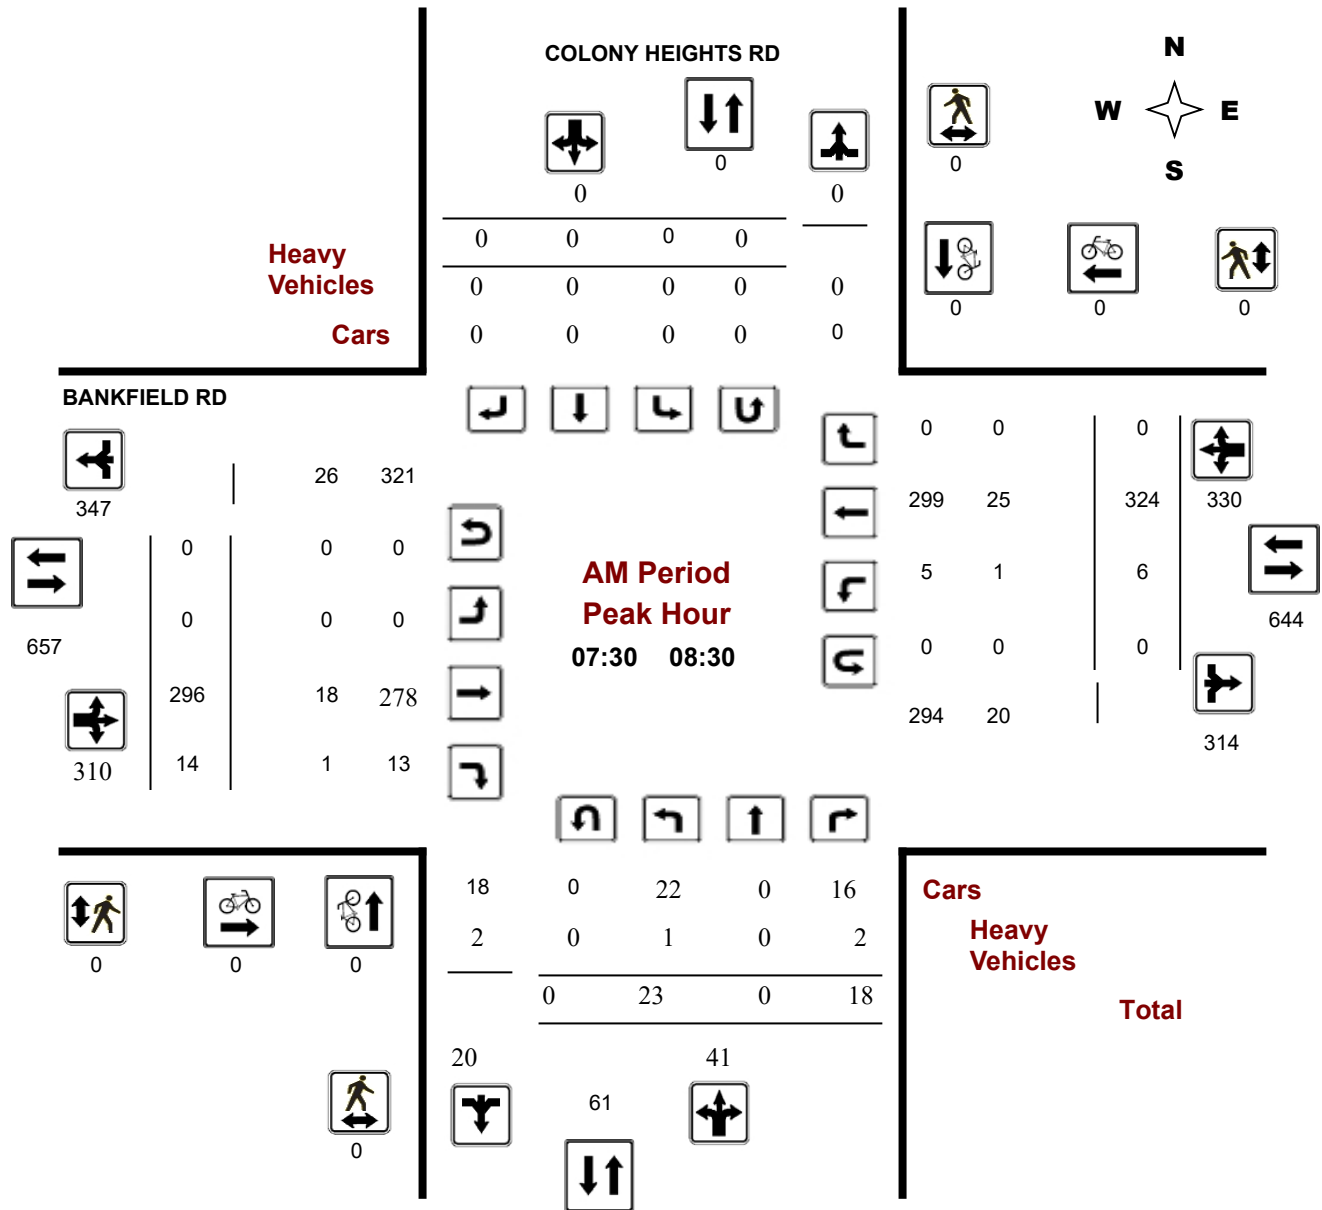 COLONY HEIGHTS RD
N
W E
S
0
0
0
0 0
0 0 0 0
Heavy
Vehicles
0 0 0 0 0
0 0 0
Cars
0 0 0 0 0
BANKFIELD RD
0 0 0
26 321
347
299 25 324 330
0 0 0
AM Period
5 1 6
Peak Hour
0 0 0
644
657
07:30 08:30
0 0 0
296 18 278
294 20
314
310 14 1 13
18 0 22 0 16
Cars
2 0 1 0 2
Heavy
Vehicles
0 0 0
0 23 0 18
Total
20 41
61
0